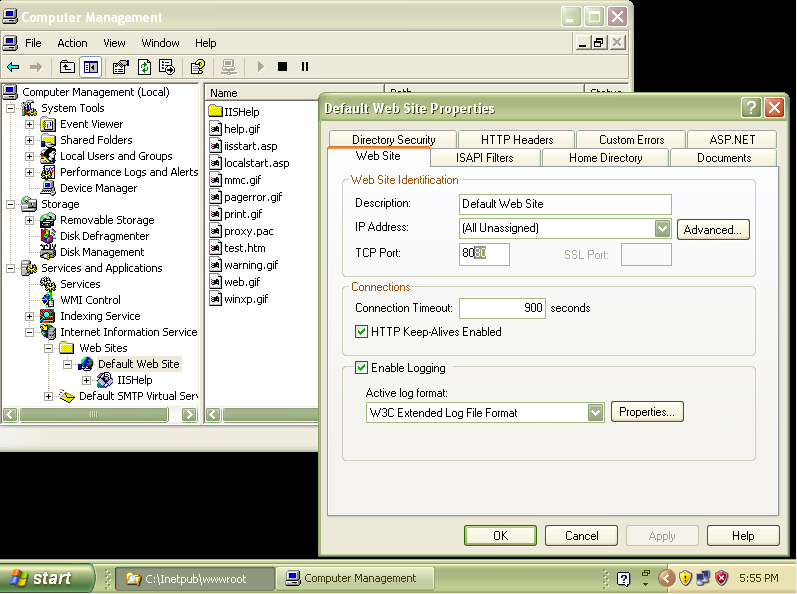 Computer Management
File Action View Window Help
Computer Management (Local)
System Tools
Event Viewer
Shared Folders
Local Users and Groups
Performance Logs and Alerts
Device Manager
Storage
Removable Storage
Disk Defragmenter
Disk Management
Services and Applications
Services
WMI Control
Indexing Service
Internet Information Service
Web Sites
Default Web Site
IISHelp
Default SMTP Virtual Serv
Name
IISHelp
help.gif
iisstart.asp
localstart.asp
mmc.gif
pagerror.gif
print.gif
proxy.pac
test.htm
warning.gif
web.gif
winxp.gif
Default Web Site Properties
Directory Security HTTP Headers Custom Errors ASP.NET
Web Site ISAPI Filters Home Directory Documents
Web Site Identification
Description: Default Web Site
IP Address: (All Unassigned) Advanced...
TCP Port: 8080 SSL Port:
Connections
Connection Timeout: 900 seconds
HTTP Keep-Alives Enabled
Enable Logging
Active log format:
W3C Extended Log File Format Properties...
OK Cancel Apply Help
start C:\Inetpub\wwwroot Computer Management 5:55 PM